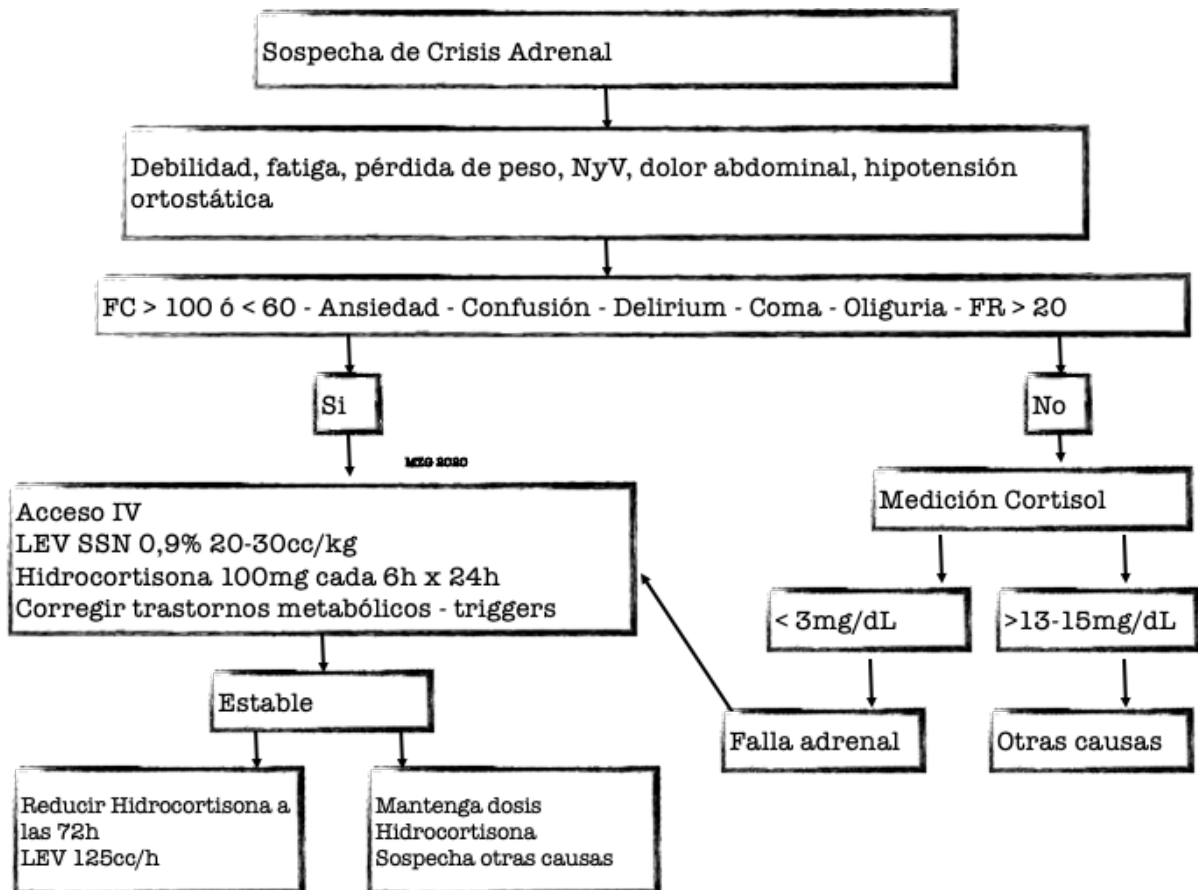 Sospecha de Crisis Adrenal
Debilidad, fatiga, pérdida de peso, NyV, dolor abdominal, hipotensión
ortostática
FC > 100 ó < 60 - Ansiedad - Confusión - Delirium - Coma - Oliguria - FR > 20
Si
No
MZG 2020
Acceso IV
LEV SSN 0,9% 20-30cc/kg
Hidrocortisona 100mg cada 6h x 24h
Corregir trastornos metabólicos - triggers
Medición Cortisol
< 3mg/dL
>13-15mg/dL
Estable
Falla adrenal
Otras causas
Reducir Hidrocortisona a
las 72h
LEV 125cc/h
Mantenga dosis
Hidrocortisona
Sospecha otras causas